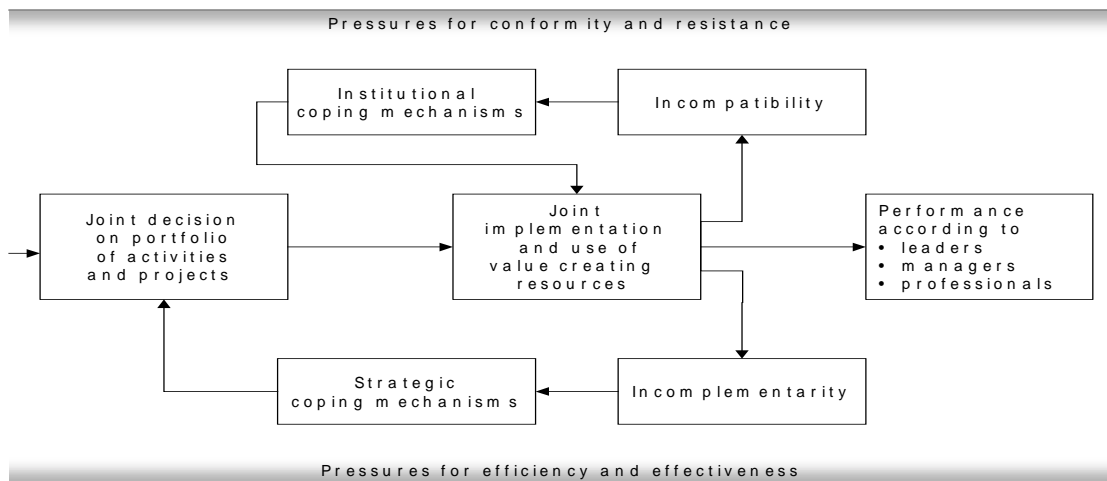 Pressures for conformity and resistance
Institutional
coping mechanisms
Incompatibility
Joint decision
on portfolio
of activities
and projects
Joint
implementation
and use of
value creating
resources
Performance
according to
• leaders
• managers
• professionals
Strategic
coping mechanisms
Incomplementarity
Pressures for efficiency and effectiveness